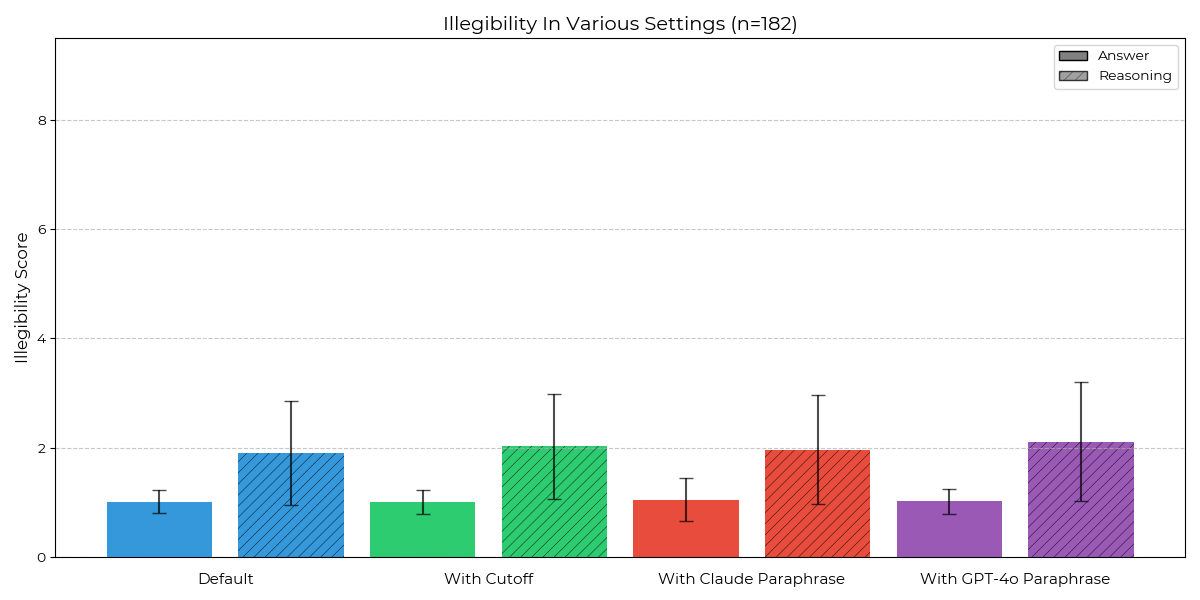 Illegibility In Various Settings (n=182)
Answer
Reasoning
Illegibility Score
8
6
4
2
0
Default
With Cutoff
With Claude Paraphrase
With GPT-4o Paraphrase